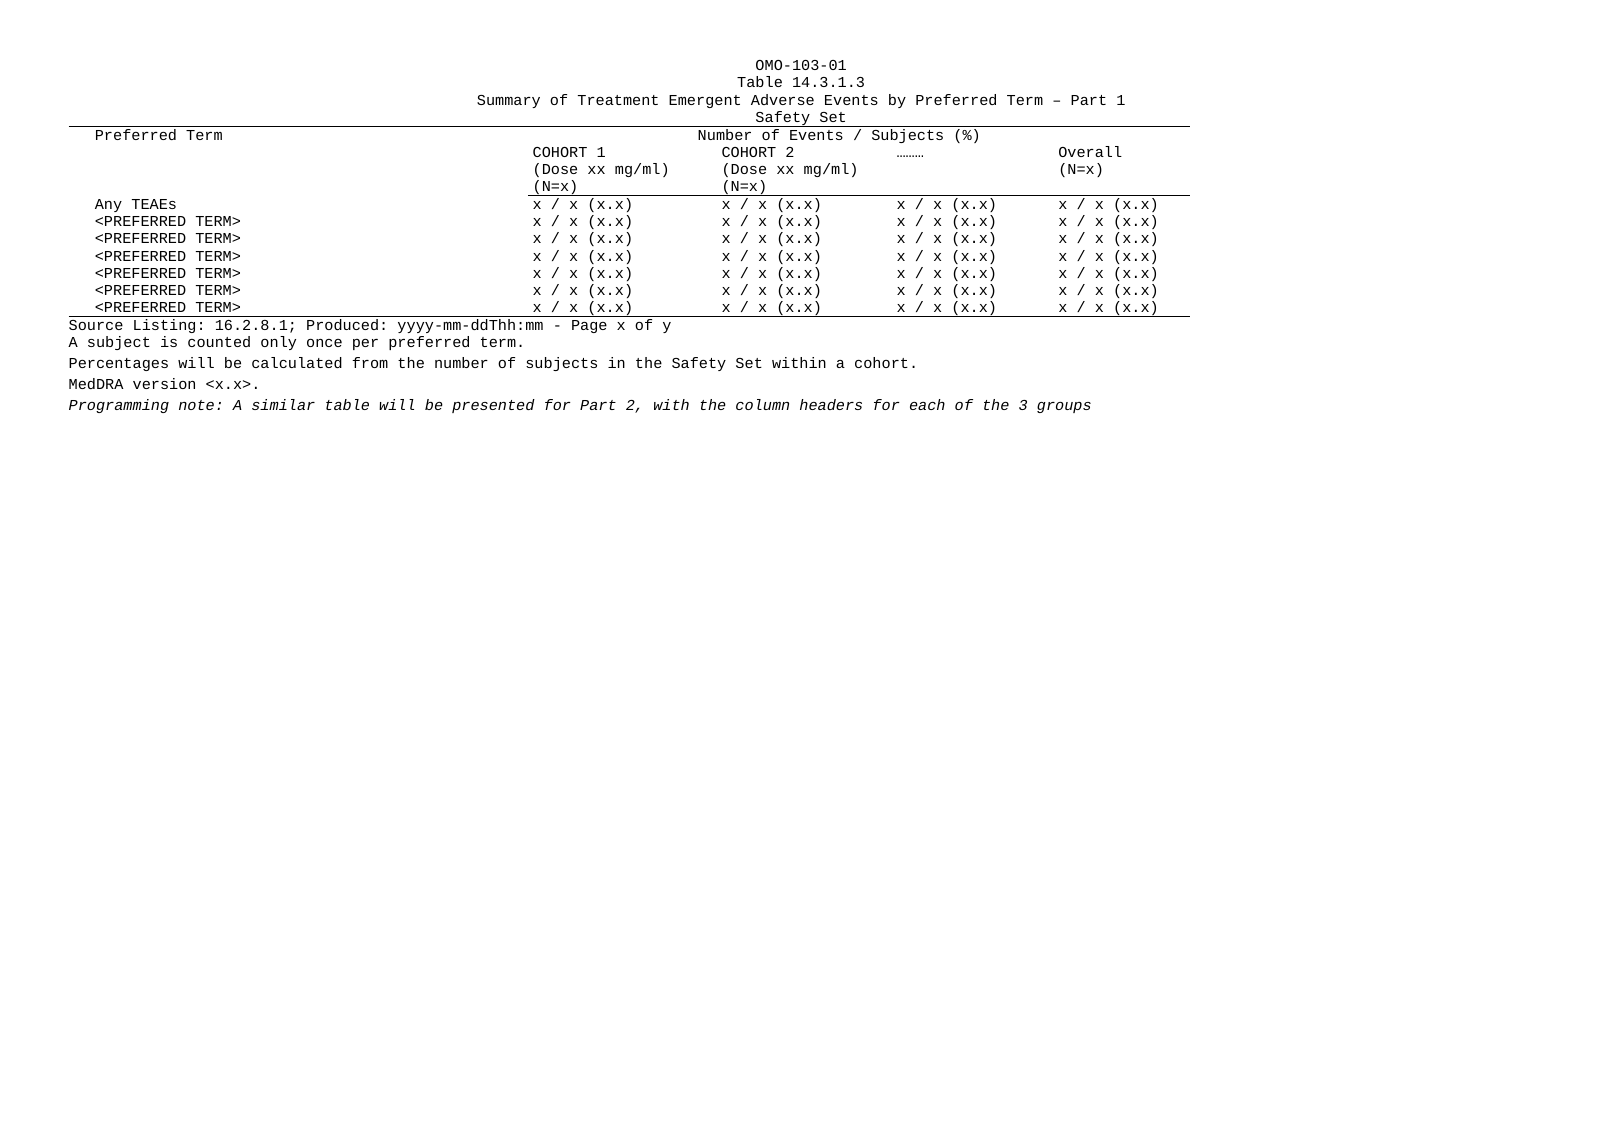 OMO-103-01
Table 14.3.1.3
Summary of Treatment Emergent Adverse Events by Preferred Term – Part 1
Safety Set
Preferred Term Number of Events / Subjects (%)
COHORT 1 COHORT 2 ……… Overall
(Dose xx mg/ml) (Dose xx mg/ml) (N=x)
(N=x) (N=x)
Any TEAEs x / x (x.x) x / x (x.x) x / x (x.x) x / x (x.x)
<PREFERRED TERM> x / x (x.x) x / x (x.x) x / x (x.x) x / x (x.x)
<PREFERRED TERM> x / x (x.x) x / x (x.x) x / x (x.x) x / x (x.x)
<PREFERRED TERM> x / x (x.x) x / x (x.x) x / x (x.x) x / x (x.x)
<PREFERRED TERM> x / x (x.x) x / x (x.x) x / x (x.x) x / x (x.x)
<PREFERRED TERM> x / x (x.x) x / x (x.x) x / x (x.x) x / x (x.x)
<PREFERRED TERM> x / x (x.x) x / x (x.x) x / x (x.x) x / x (x.x)
Source Listing: 16.2.8.1; Produced: yyyy-mm-ddThh:mm - Page x of y
A subject is counted only once per preferred term.
Percentages will be calculated from the number of subjects in the Safety Set within a cohort.
MedDRA version <x.x>.
Programming note: A similar table will be presented for Part 2, with the column headers for each of the 3 groups